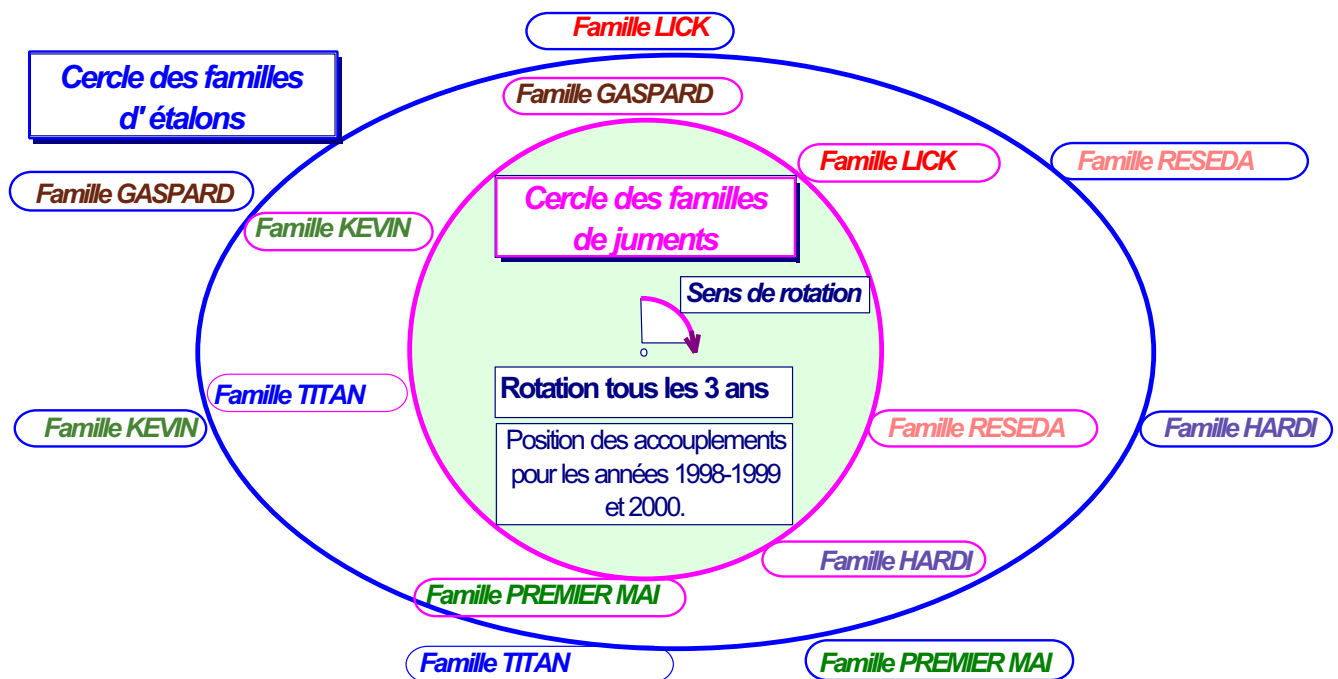 Famille LICK
Cercle des familles
d' étalons
Famille GASPARD
Famille LICK
Famille RESEDA
Famille GASPARD
Cercle des familles
de juments
Famille KEVIN
Sens de rotation
o
Rotation tous les 3 ans
Famille TITAN
Famille KEVIN
Position des accouplements
pour les années 1998-1999
et 2000.
Famille RESEDA
Famille HARDI
Famille HARDI
Famille PREMIER MAI
Famille TITAN
Famille PREMIER MAI